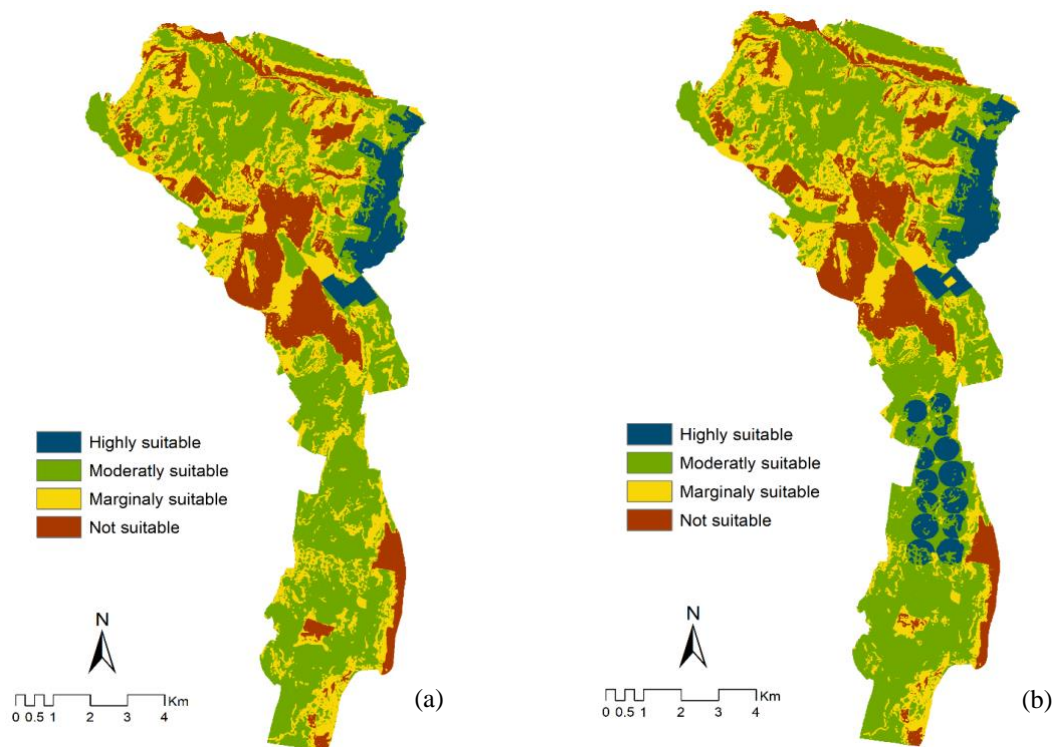 Highly suitable
Moderatly suitable
Marginaly suitable
Not suitable
N
Km
0 0.5 1 2 3 4
(a)
Highly suitable
Moderatly suitable
Marginaly suitable
Not suitable
N
Km
0 0.5 1 2 3 4
(b)